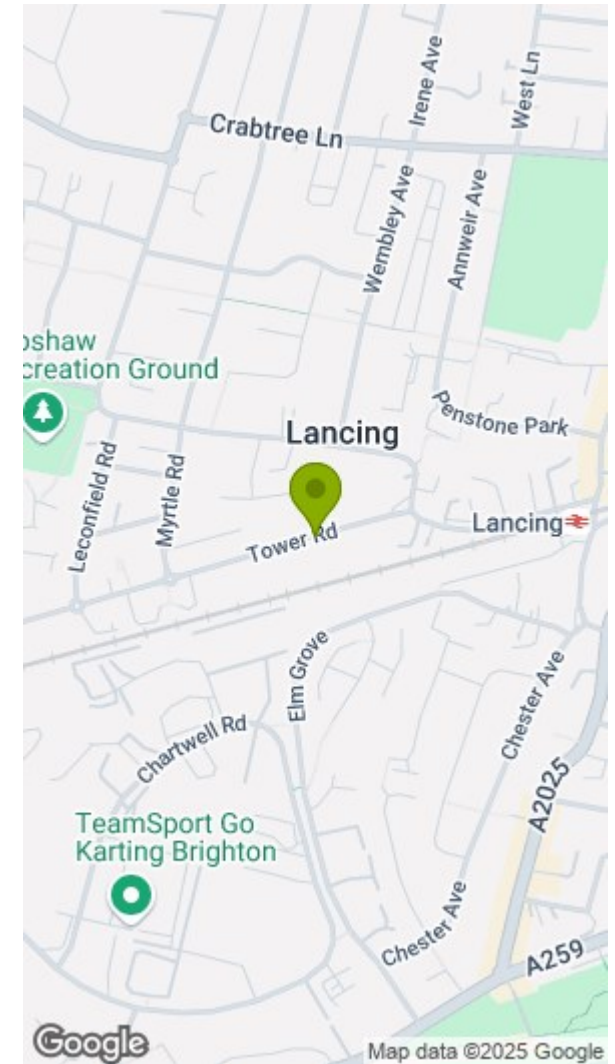 Irene Ave
West Ln
Crabtree Ln
Wembley Ave
Annweir Ave
oshaw
creation Ground
Penstone Park
Lancing
Leconfield Rd
Myrtle Rd
Tower Rd
Lancing
Elm Grove
Chester Ave
Chartwell Rd
A2025
TeamSport Go
Karting Brighton
Chester Ave
A259
Google
Map data ©2025 Google